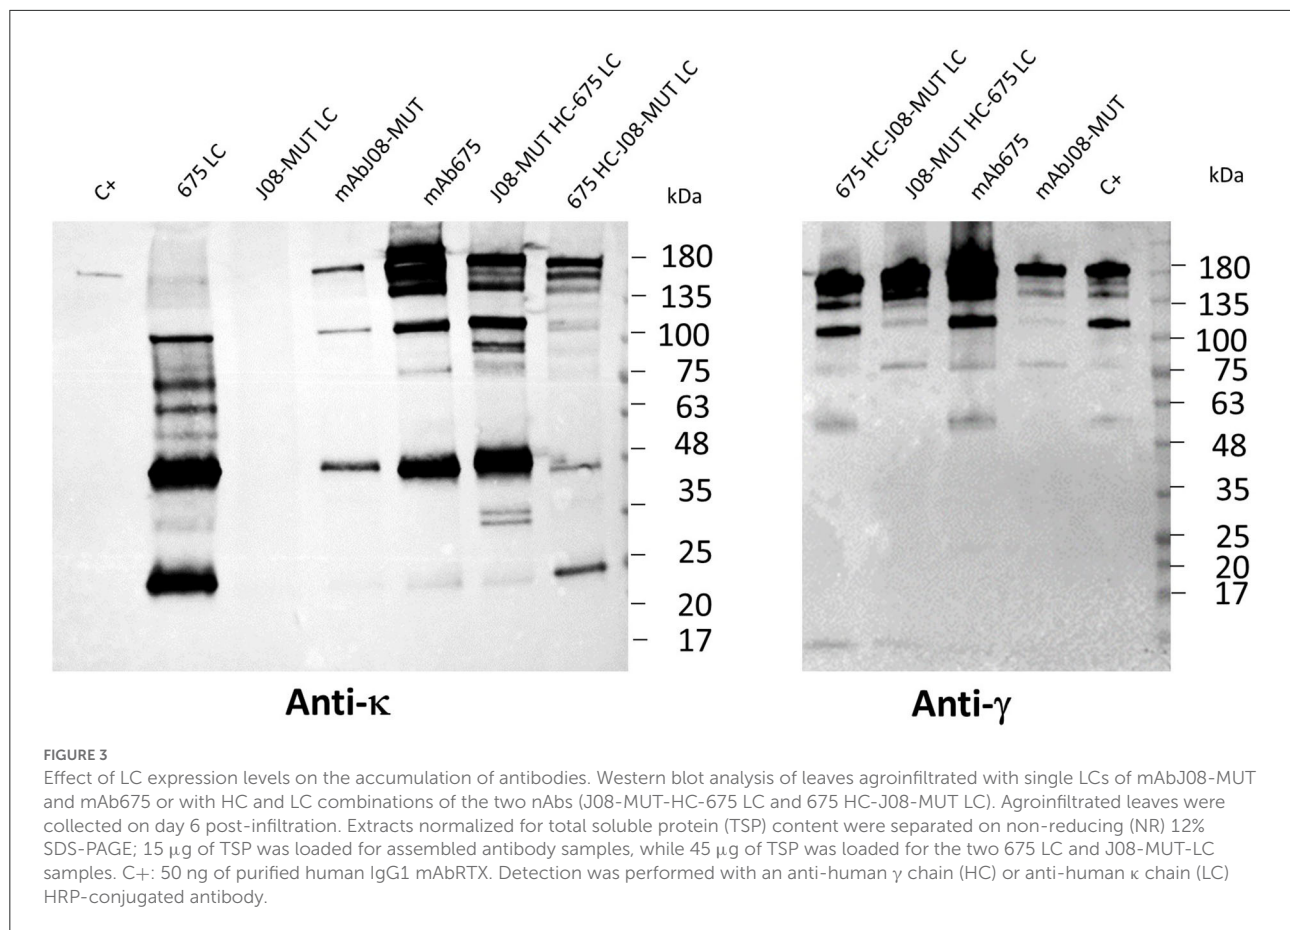 C+
675 LC
J08-MUT LC
mAbJ08-MUT
mAb675
J08-MUT HC-675 LC
675 HC-J08-MUT LC
kDa
180
135
100
75
63
48
35
25
20
17
Anti-κ
675 HC-J08-MUT LC
J08-MUT HC-675 LC
mAb675
mAbJ08-MUT
C+
kDa
180
135
100
75
63
48
35
25
20
17
Anti-γ
FIGURE 3
Effect of LC expression levels on the accumulation of antibodies. Western blot analysis of leaves agroinfiltrated with single LCs of mAbJ08-MUT
and mAb675 or with HC and LC combinations of the two nAbs (J08-MUT-HC-675 LC and 675 HC-J08-MUT LC). Agroinfiltrated leaves were
collected on day 6 post-infiltration. Extracts normalized for total soluble protein (TSP) content were separated on non-reducing (NR) 12%
SDS-PAGE; 15 μg of TSP was loaded for assembled antibody samples, while 45 μg of TSP was loaded for the two 675 LC and J08-MUT-LC
samples. C+: 50 ng of purified human IgG1 mAbRTX. Detection was performed with an anti-human γ chain (HC) or anti-human κ chain (LC)
HRP-conjugated antibody.